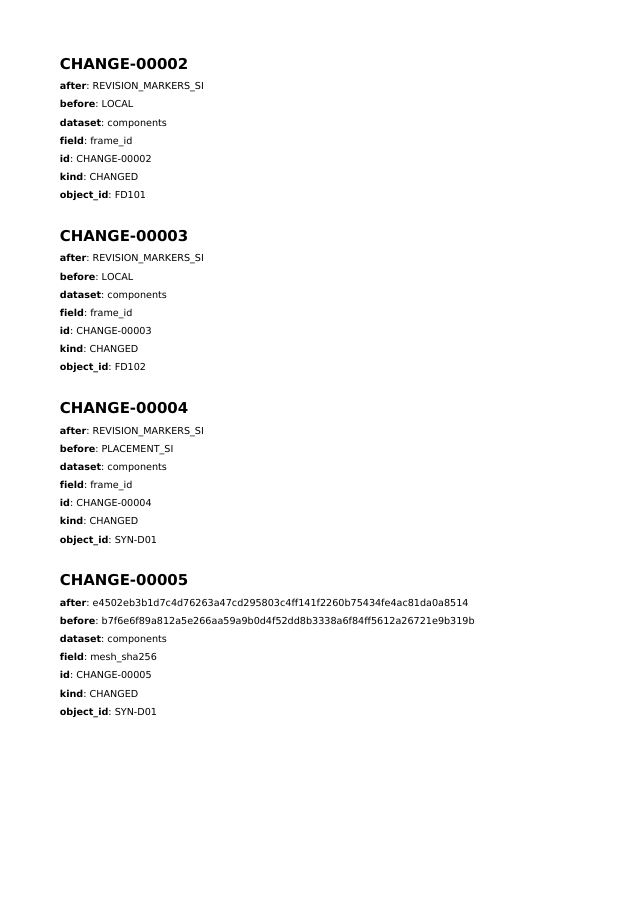 CHANGE-00002
after: REVISION_MARKERS_SI
before: LOCAL
dataset: components
field: frame_id
id: CHANGE-00002
kind: CHANGED
object_id: FD101
CHANGE-00003
after: REVISION_MARKERS_SI
before: LOCAL
dataset: components
field: frame_id
id: CHANGE-00003
kind: CHANGED
object_id: FD102
CHANGE-00004
after: REVISION_MARKERS_SI
before: PLACEMENT_SI
dataset: components
field: frame_id
id: CHANGE-00004
kind: CHANGED
object_id: SYN-D01
CHANGE-00005
after: e4502eb3b1d7c4d76263a47cd295803c4ff141f2260b75434fe4ac81da0a8514
before: b7f6e6f89a812a5e266aa59a9b0d4f52dd8b3338a6f84ff5612a26721e9b319b
dataset: components
field: mesh_sha256
id: CHANGE-00005
kind: CHANGED
object_id: SYN-D01